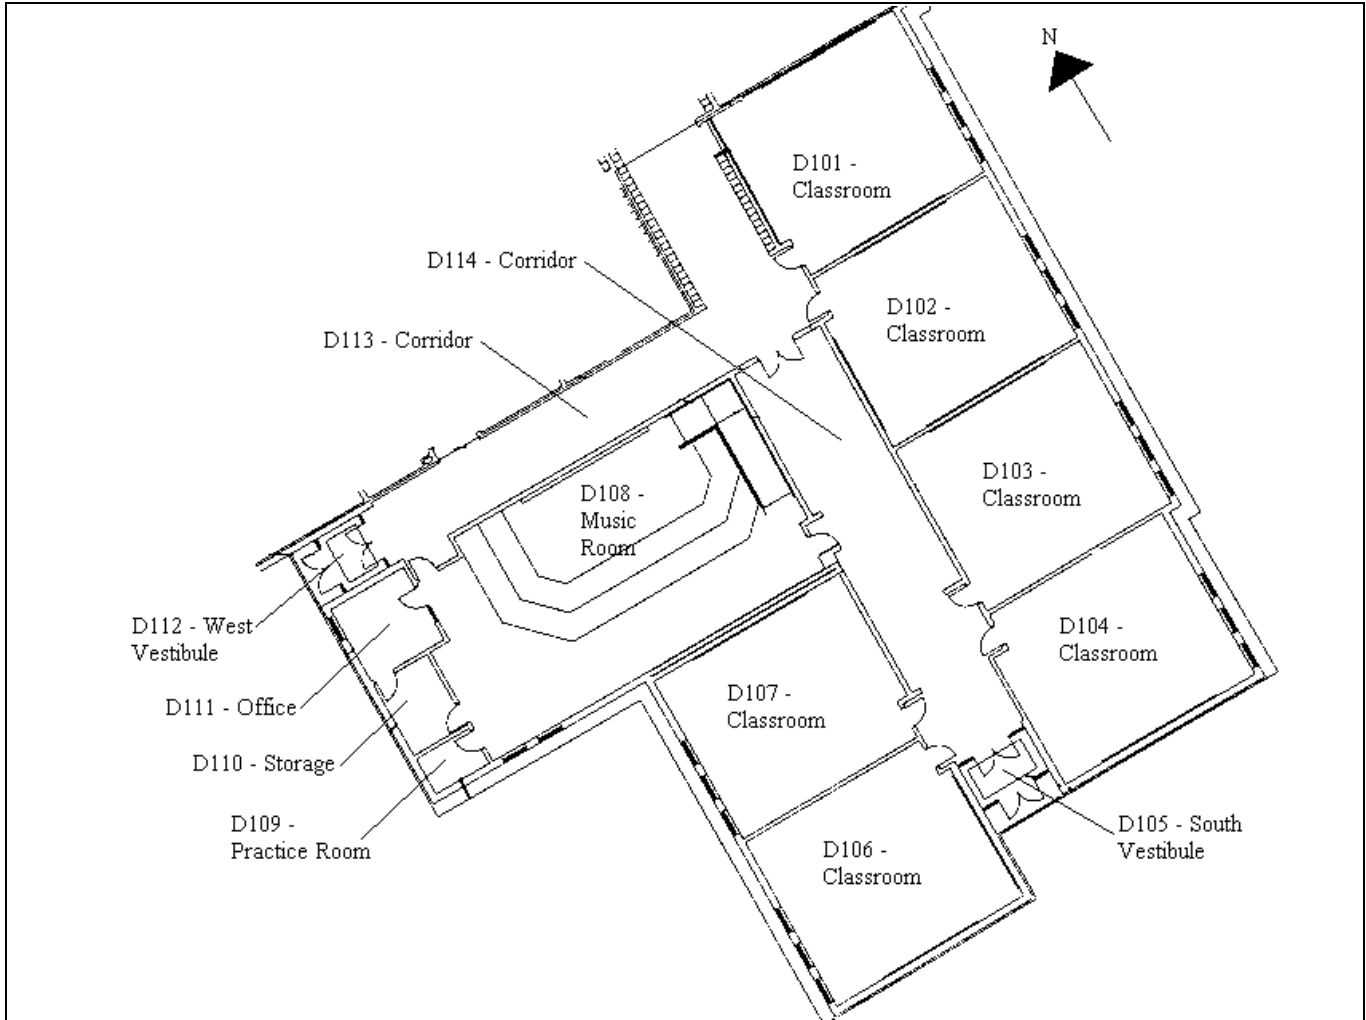 N
D101 -
Classroom
D114 - Corridor
D102 -
Classroom
D113 - Corridor
D103 -
Classroom
D108 -
Music
Room
D112 - West
Vestibule
D104 -
Classroom
D111 - Office
D107 -
Classroom
D110 - Storage
D109 -
Practice Room
D105 - South
Vestibule
D106 -
Classroom